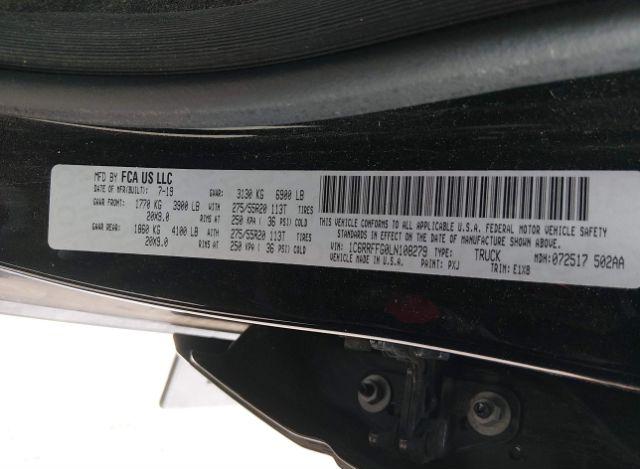 MFD BY FCA US LLC
DATE OF MFR(BUILT): 7-19 GVWR: 3130 KG 6900 LB
GAWR FRONT: 1770 KG 3900 LB WITH 275/55R20 113T TIRES
20X9.0 RIMS AT 250 KPA ( 36 PSI) COLD
GAWR REAR: 1860 KG 4100 LB WITH 275/55R20 113T TIRES
20X9.0 RIMS AT 250 KPA ( 36 PSI) COLD
THIS VEHICLE CONFORMS TO ALL APPLICABLE U.S.A. FEDERAL MOTOR VEHICLE SAFETY
STANDARDS IN EFFECT ON THE DATE OF MANUFACTURE SHOWN ABOVE.
VIN: 1C6RRFFG0LN108279 TYPE: TRUCK MDH: 072517 502AA
VEHICLE MADE IN U.S.A. PAINT: PXJ TRIM: E1X8